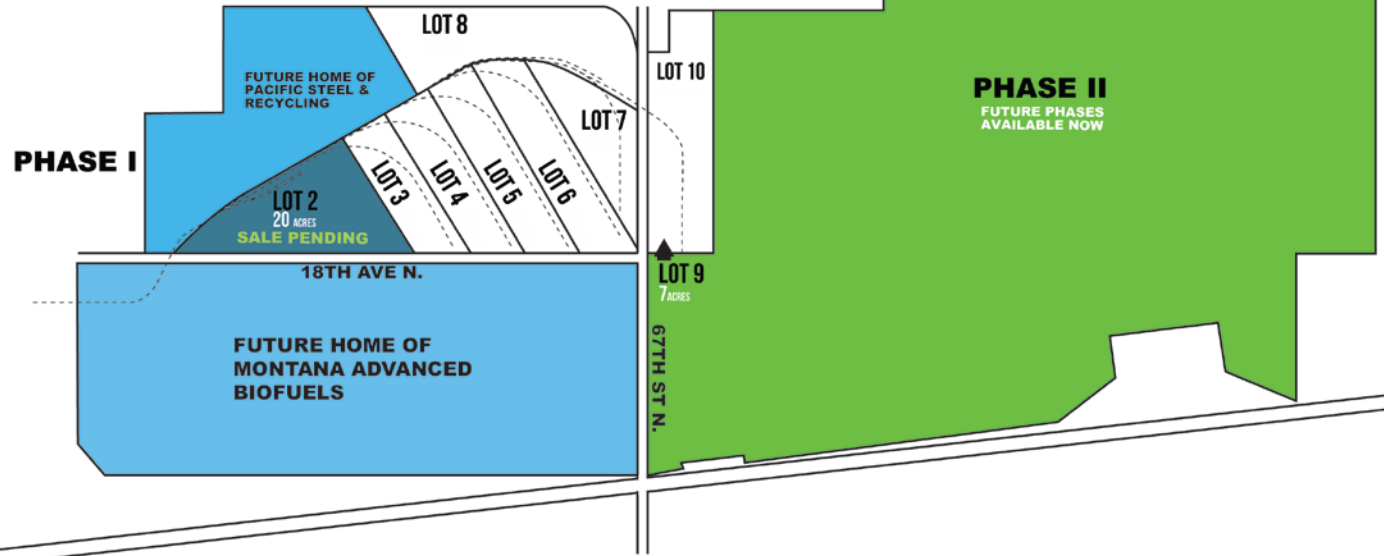 LOT 8
FUTURE HOME OF
PACIFIC STEEL &
RECYCLING
LOT 10
PHASE II
FUTURE PHASES
AVAILABLE NOW
LOT 7
PHASE I
LOT 3
LOT 4
LOT 5
LOT 6
LOT 2
20 ACRES
SALE PENDING
18TH AVE N.
LOT 9
7 ACRES
67TH ST N.
FUTURE HOME OF
MONTANA ADVANCED
BIOFUELS